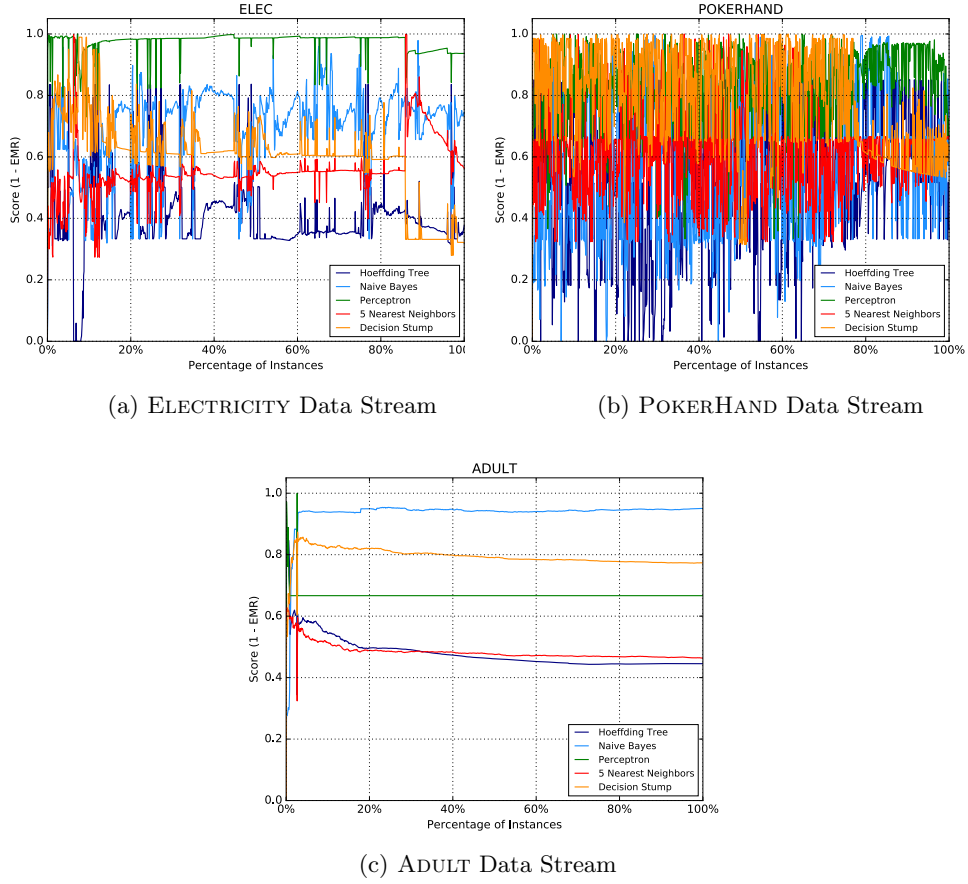 ELEC
1.0
0.8
0.6
0.4
0.2
0.0
Score (1 - EMR)
0%
20%
40%
60%
80%
100
Percentage of Instances
Hoeffding Tree
Naive Bayes
Perceptron
5 Nearest Neighbors
Decision Stump
(a) ELECTRICITY Data Stream
POKERHAND
1.0
0.8
0.6
0.4
0.2
0.0
Score (1 - EMR)
0%
20%
40%
60%
80%
100%
Percentage of Instances
Hoeffding Tree
Naive Bayes
Perceptron
5 Nearest Neighbors
Decision Stump
(b) POKERHAND Data Stream
ADULT
1.0
0.8
0.6
0.4
0.2
0.0
Score (1 - EMR)
0%
20%
40%
60%
80%
100%
Percentage of Instances
Hoeffding Tree
Naive Bayes
Perceptron
5 Nearest Neighbors
Decision Stump
(c) ADULT Data Stream